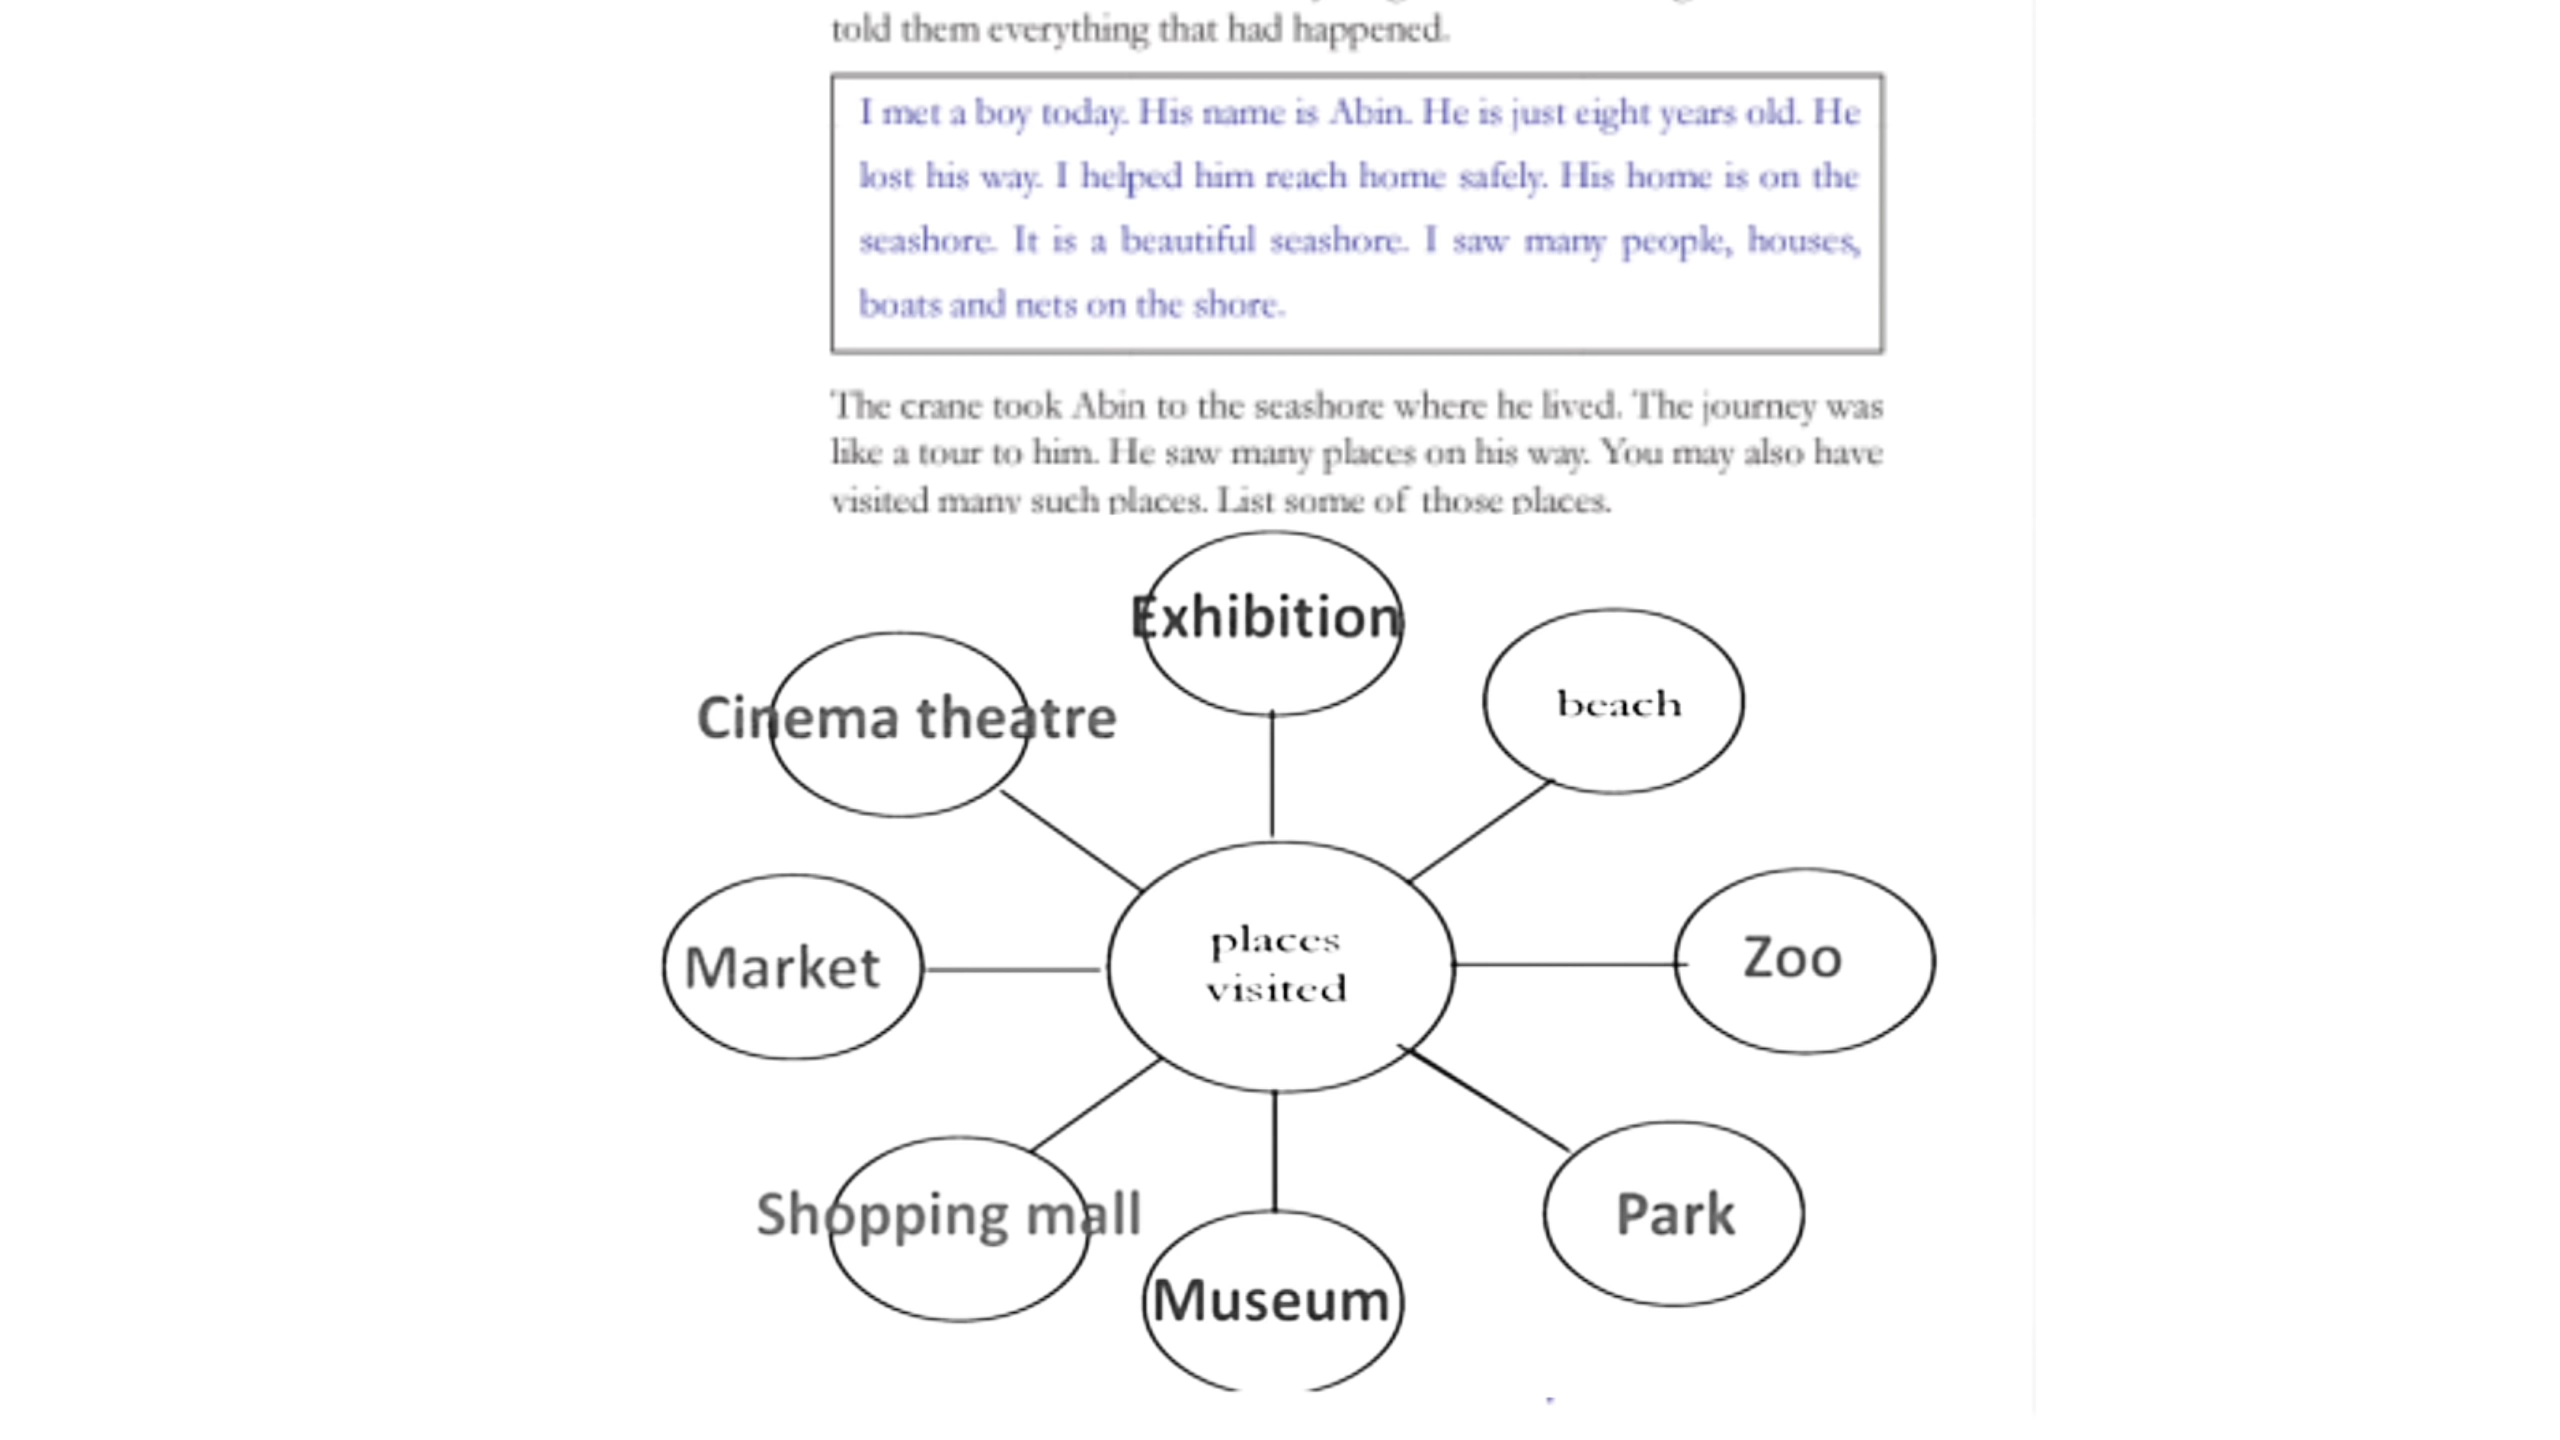 told them everything that had happened.
I met a boy today. His name is Abin. He is just eight years old. He
lost his way. I helped him reach home safely. His home is on the
seashore. It is a beautiful seashore. I saw many people, houses,
boats and nets on the shore.
The crane took Abin to the seashore where he lived. The journey was
like a tour to him. He saw many places on his way. You may also have
visited many such places. List some of those places.
Exhibition
beach
Cinema theatre
places
visited
Zoo
Market
Park
Shopping mall
Museum